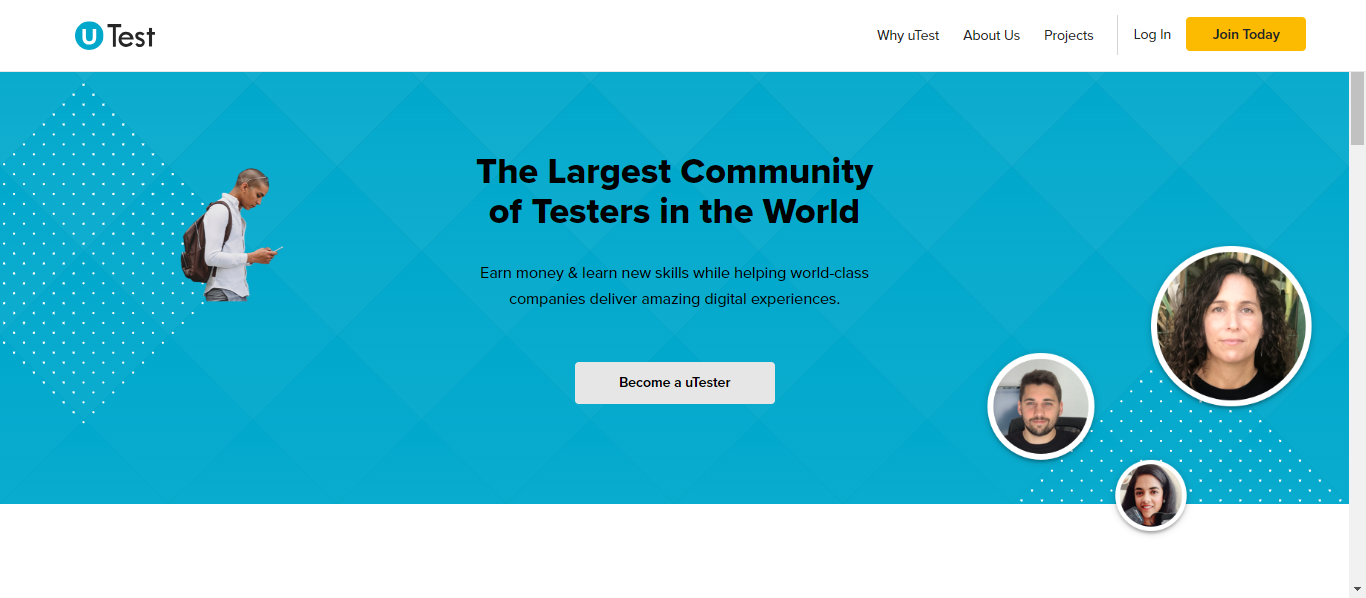 uTest
Why uTest
About Us
Projects
Log In
Join Today
The Largest Community
of Testers in the World
Earn money & learn new skills while helping world-class
companies deliver amazing digital experiences.
Become a uTester